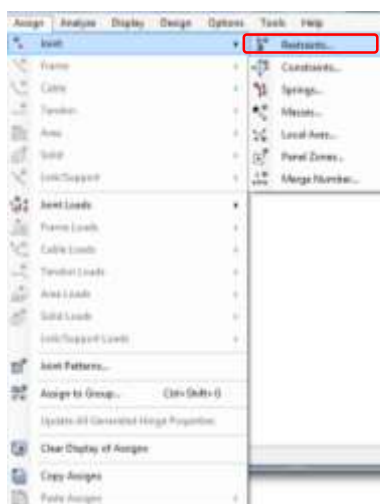 Assign Analyze Display Design Options Tools Help
Joint
Frame
Cable
Tendon
Area
Solid
Link/Support
Joint Loads
Frame Loads
Cable Loads
Tendon Loads
Area Loads
Solid Loads
Link/Support Loads
Joint Patterns...
Assign to Group... Ctrl+Shift+G
Update All Generated Hinge Properties
Clear Display of Assigns
Copy Assigns
Paste Assigns
Restraints...
Constraints...
Springs...
Masses...
Local Axes...
Panel Zones...
Merge Number...